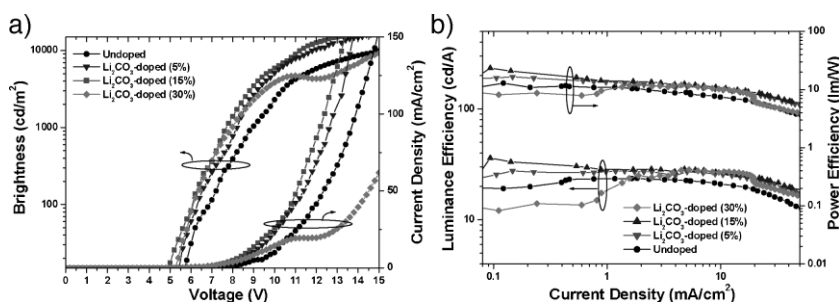 a)
Brightness (cd/m²)
10000
1000
100
Undoped
Li₂CO₃-doped (5%)
Li₂CO₃-doped (15%)
Li₂CO₃-doped (30%)
150
100
50
0
Current Density (mA/cm²)
0 1 2 3 4 5 6 7 8 9 10 11 12 13 14 15
Voltage (V)
b)
Luminance Efficiency (cd/A)
100
10
100
10
1
0.1
0.01
Power Efficiency (lm/W)
Li₂CO₃-doped (30%)
Li₂CO₃-doped (15%)
Li₂CO₃-doped (5%)
Undoped
0.1 1 10
Current Density (mA/cm²)